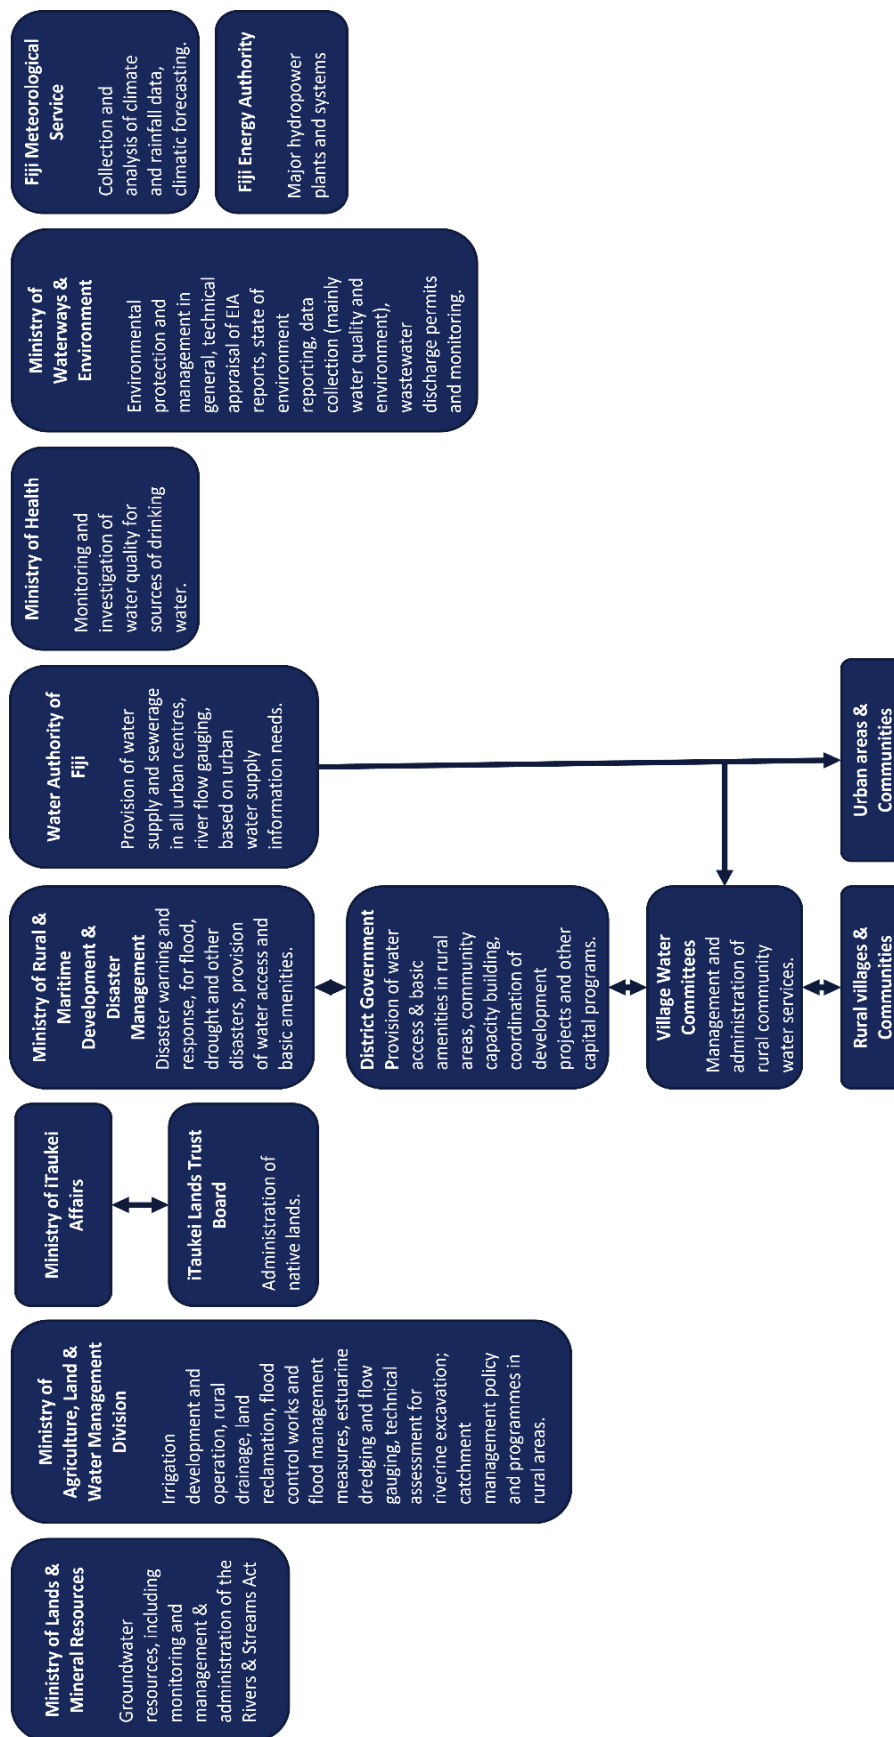 Ministry of Lands &
Mineral Resources
Groundwater
resources, including
monitoring and
management &
administration of the
Rivers & Streams Act
Ministry of
Agriculture, Land &
Water Management
Division
Irrigation
development and
operation, rural
drainage, land
reclamation, flood
control works and
flood management
measures, estuarine
dredging and flow
gauging, technical
assessment for
riverine excavation;
catchment
management policy
and programmes in
rural areas.
Ministry of iTaukei
Affairs
iTaukei Lands Trust
Board
Administration of
native lands.
Ministry of Rural &
Maritime
Development &
Disaster
Management
Disaster warning and
response, for flood,
drought and other
disasters, provision
of water access and
basic amenities.
District Government
Provision of water
access & basic
amenities in rural
areas, community
capacity building,
coordination of
development
projects and other
capital programs.
Village Water
Committees
Management and
administration of
rural community
water services.
Rural villages &
Communities
Water Authority of
Fiji
Provision of water
supply and sewerage
in all urban centres,
river flow gauging,
based on urban
water supply
information needs.
Urban areas &
Communities
Ministry of Health
Monitoring and
investigation of
water quality for
sources of drinking
water.
Ministry of
Waterways &
Environment
Environmental
protection and
management in
general, technical
appraisal of EIA
reports, state of
environment
reporting, data
collection (mainly
water quality and
environment),
wastewater
discharge permits
and monitoring.
Fiji Meteorological
Service
Collection and
analysis of climate
and rainfall data,
climatic forecasting.
Fiji Energy Authority
Major hydropower
plants and systems